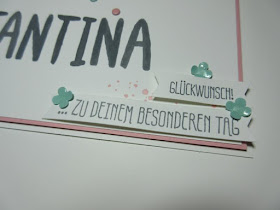 ANTINA
GLÜCKWUNSCH!
... ZU DEINEM BESONDEREN TAG